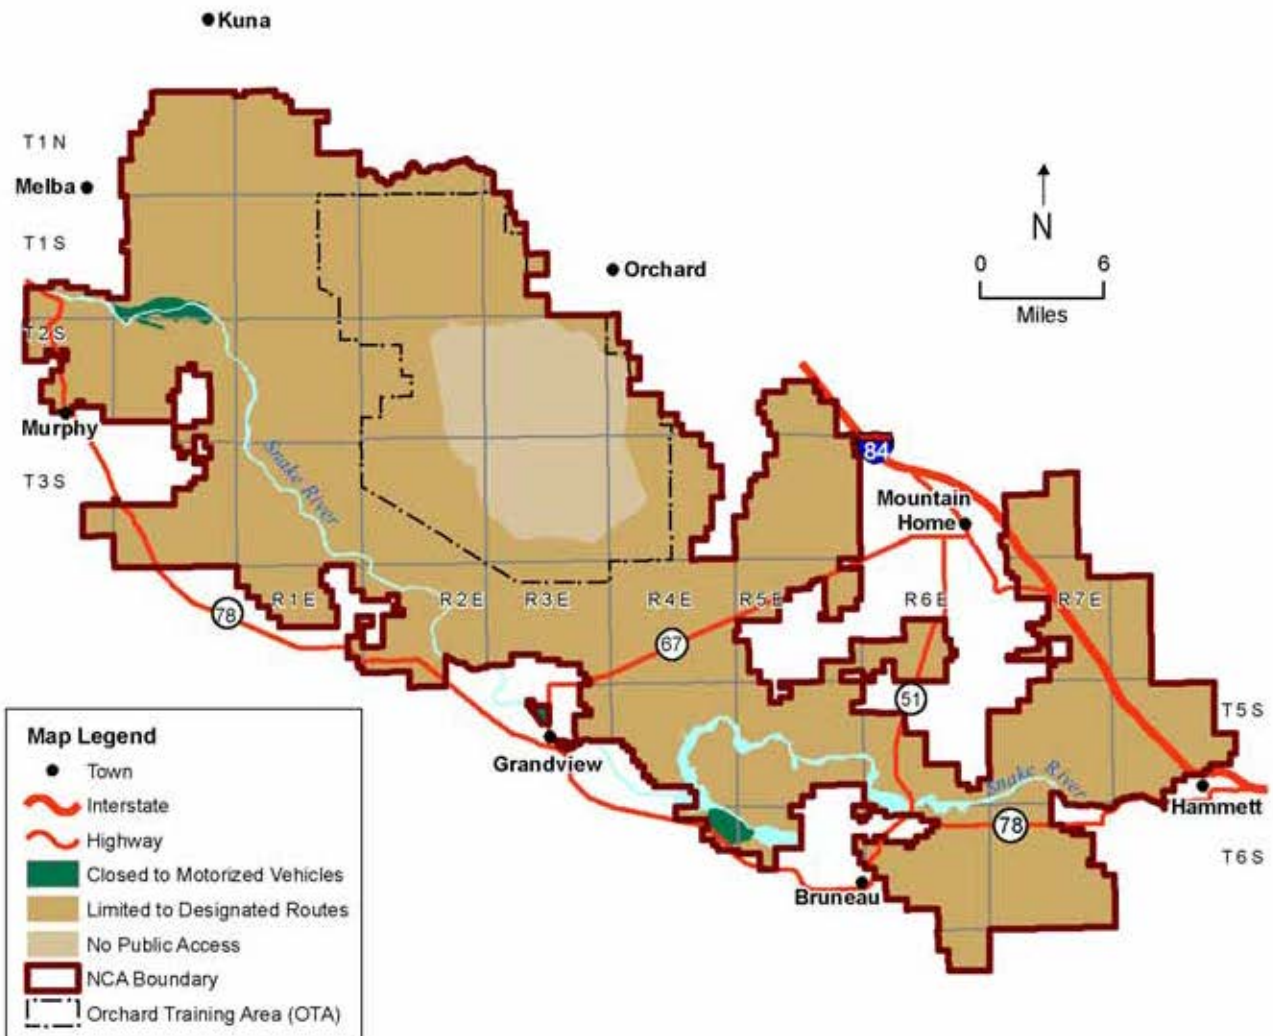 Kuna
T1N
Melba
T1S
Orchard
N
0 6
Miles
T2S
Murphy
84
T3S
Snake River
Mountain
Home
R1E R2E R3E R4E R5E R6E R7E
78
67
51
T5S
Grandview
Snake River
Hammett
78
T6S
Bruneau
Map Legend
Town
Interstate
Highway
Closed to Motorized Vehicles
Limited to Designated Routes
No Public Access
NCA Boundary
Orchard Training Area (OTA)